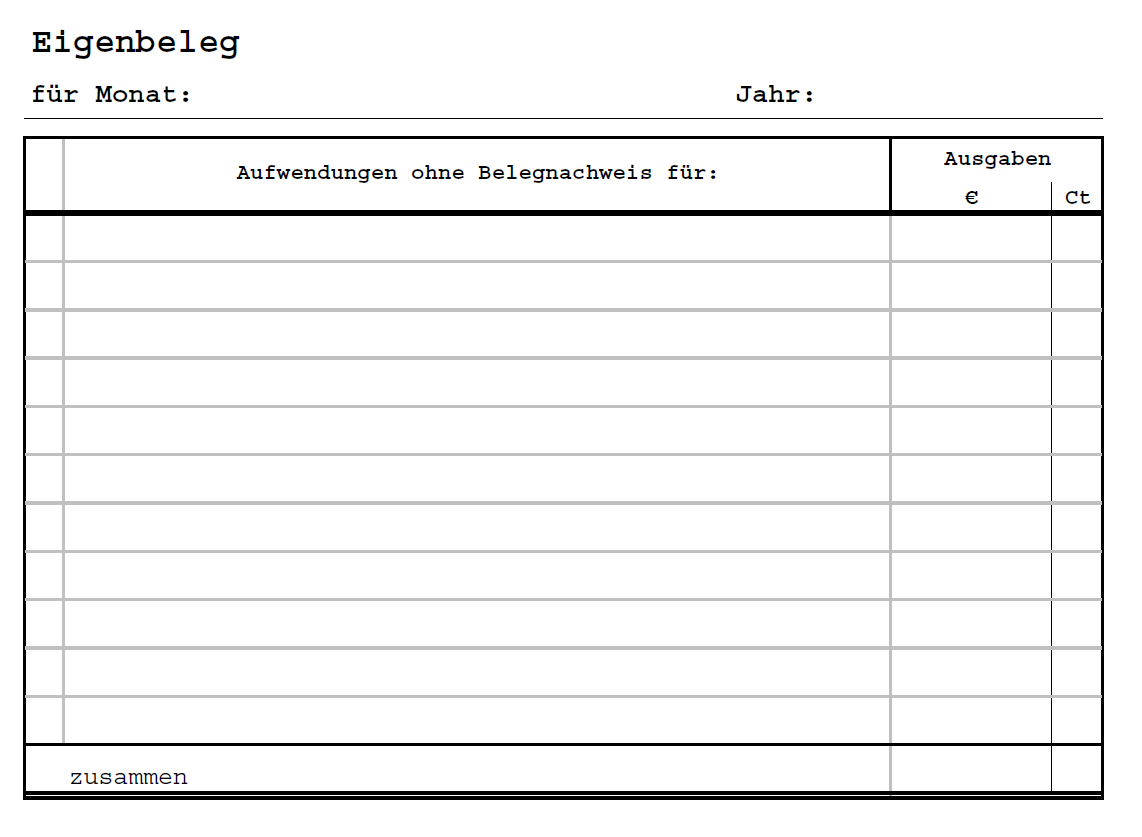 Eigenbeleg
für Monat: Jahr:
Aufwendungen ohne Belegnachweis für: Ausgaben
€ Ct
zusammen